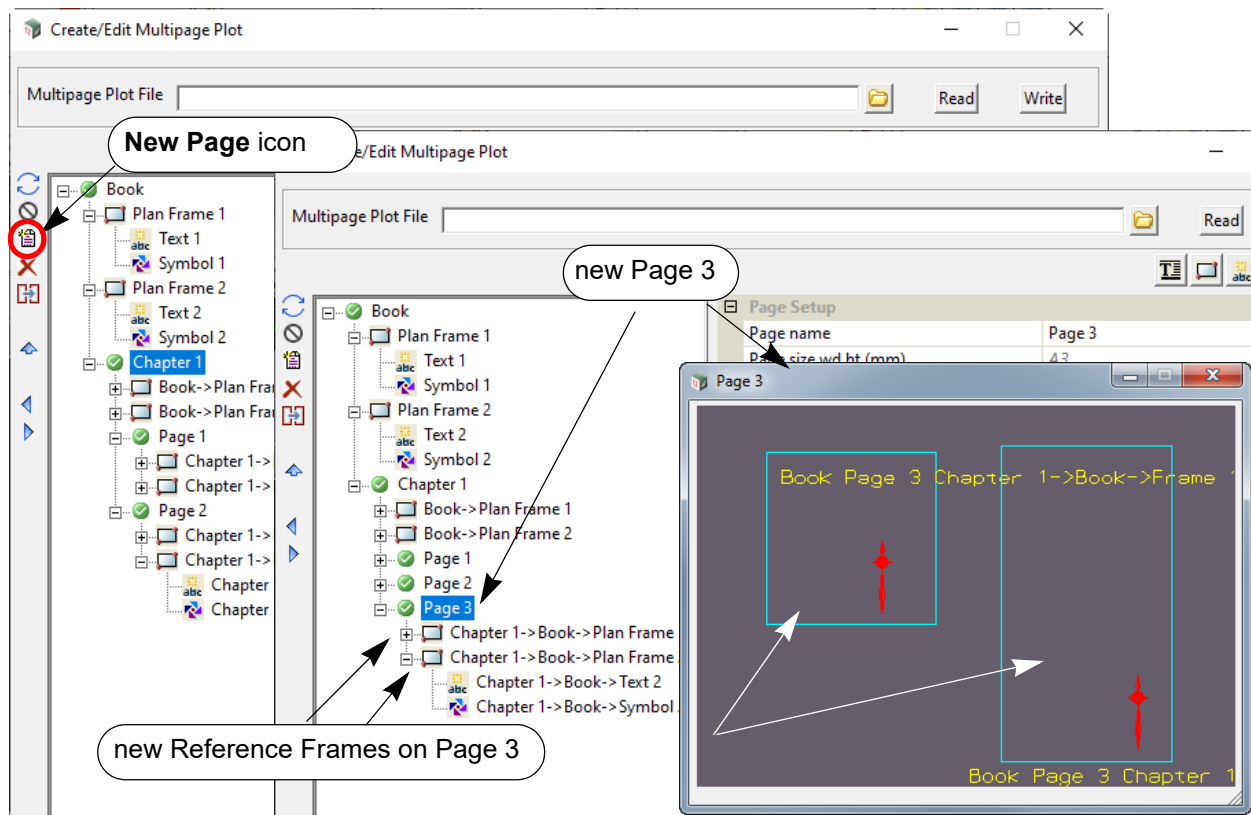 Create/Edit Multipage Plot
Multipage Plot File
Read
Write
New Page icon
e/Edit Multipage Plot
Book
Plan Frame 1
abc Text 1
Symbol 1
Plan Frame 2
abc Text 2
Symbol 2
Chapter 1
Book->Plan Fra
Book->Plan Fra
Page 1
Chapter 1->
Chapter 1->
Page 2
Chapter 1->
Chapter 1->
abc Chapter
Chapter
Multipage Plot File
Read
new Page 3
T abc
Book
Plan Frame 1
abc Text 1
Symbol 1
Plan Frame 2
abc Text 2
Symbol 2
Chapter 1
Book->Plan Frame 1
Book->Plan Frame 2
Page 1
Page 2
Page 3
Chapter 1->Book->Plan Frame
Chapter 1->Book->Plan Frame
abc Chapter 1->Book->Text 2
Chapter 1->Book->Symbol
new Reference Frames on Page 3
Page Setup
Page name Page 3
Page size wd ht (mm) A3
Page 3
Book Page 3 Chapter 1->Book->Frame 1
Book Page 3 Chapter 1